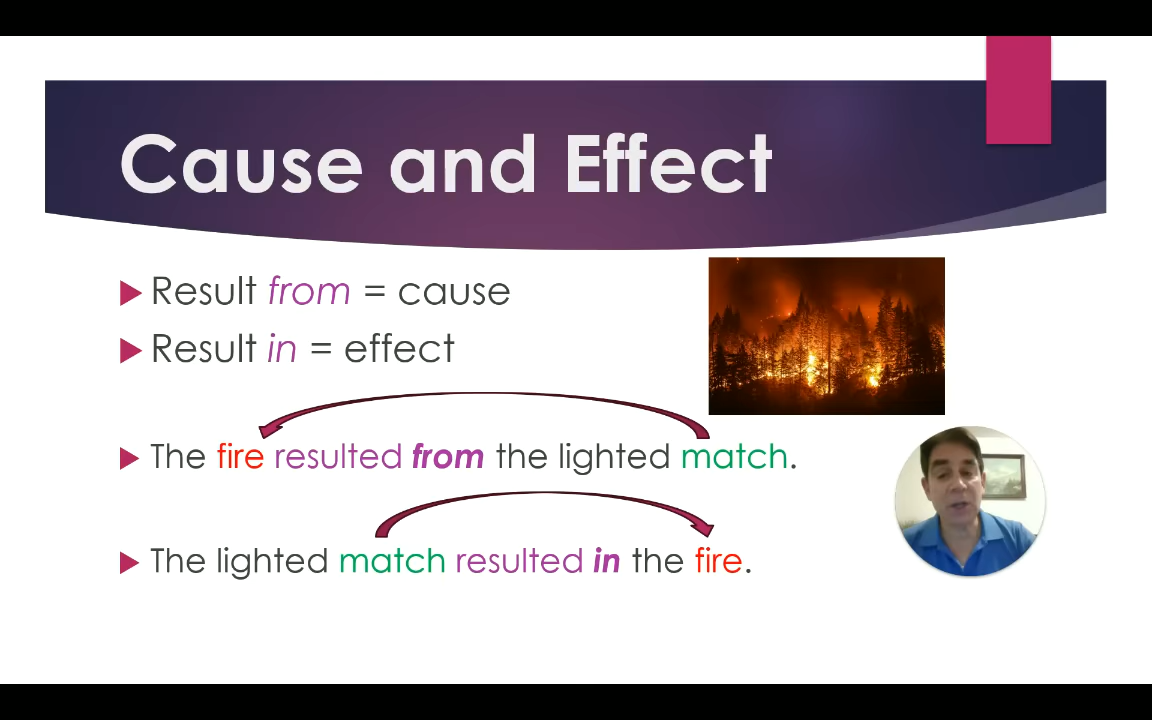 Cause and Effect
Result from = cause
Result in = effect
The fire resulted from the lighted match.
The lighted match resulted in the fire.